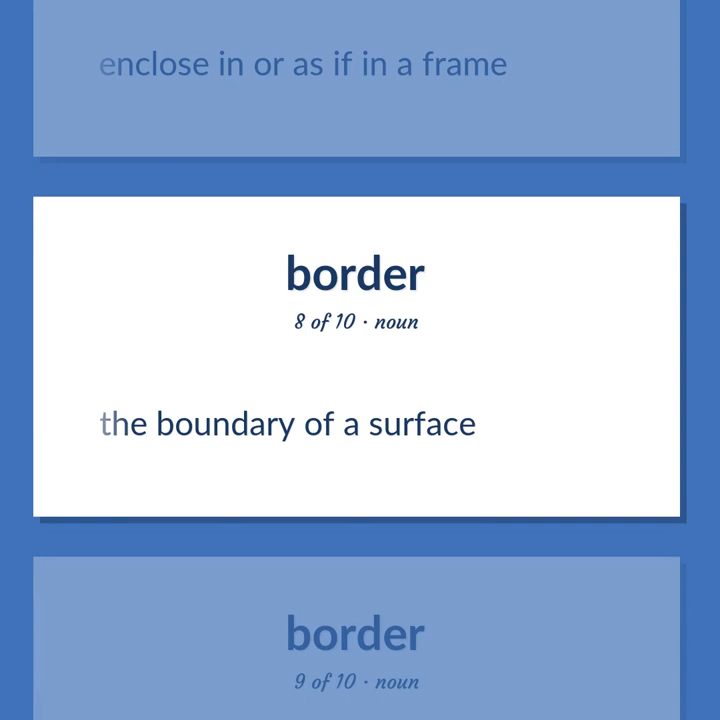 enclose in or as if in a frame
border
8 of 10 · noun
the boundary of a surface
border
9 of 10 · noun